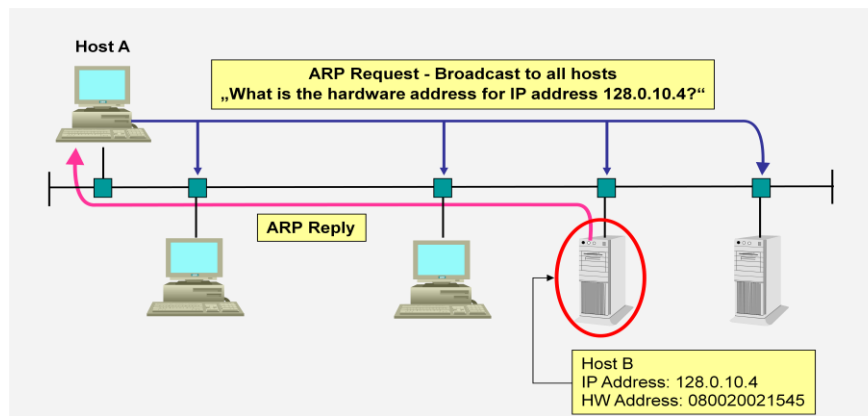 Host A
ARP Request - Broadcast to all hosts
„What is the hardware address for IP address 128.0.10.4?“
ARP Reply
Host B
IP Address: 128.0.10.4
HW Address: 080020021545